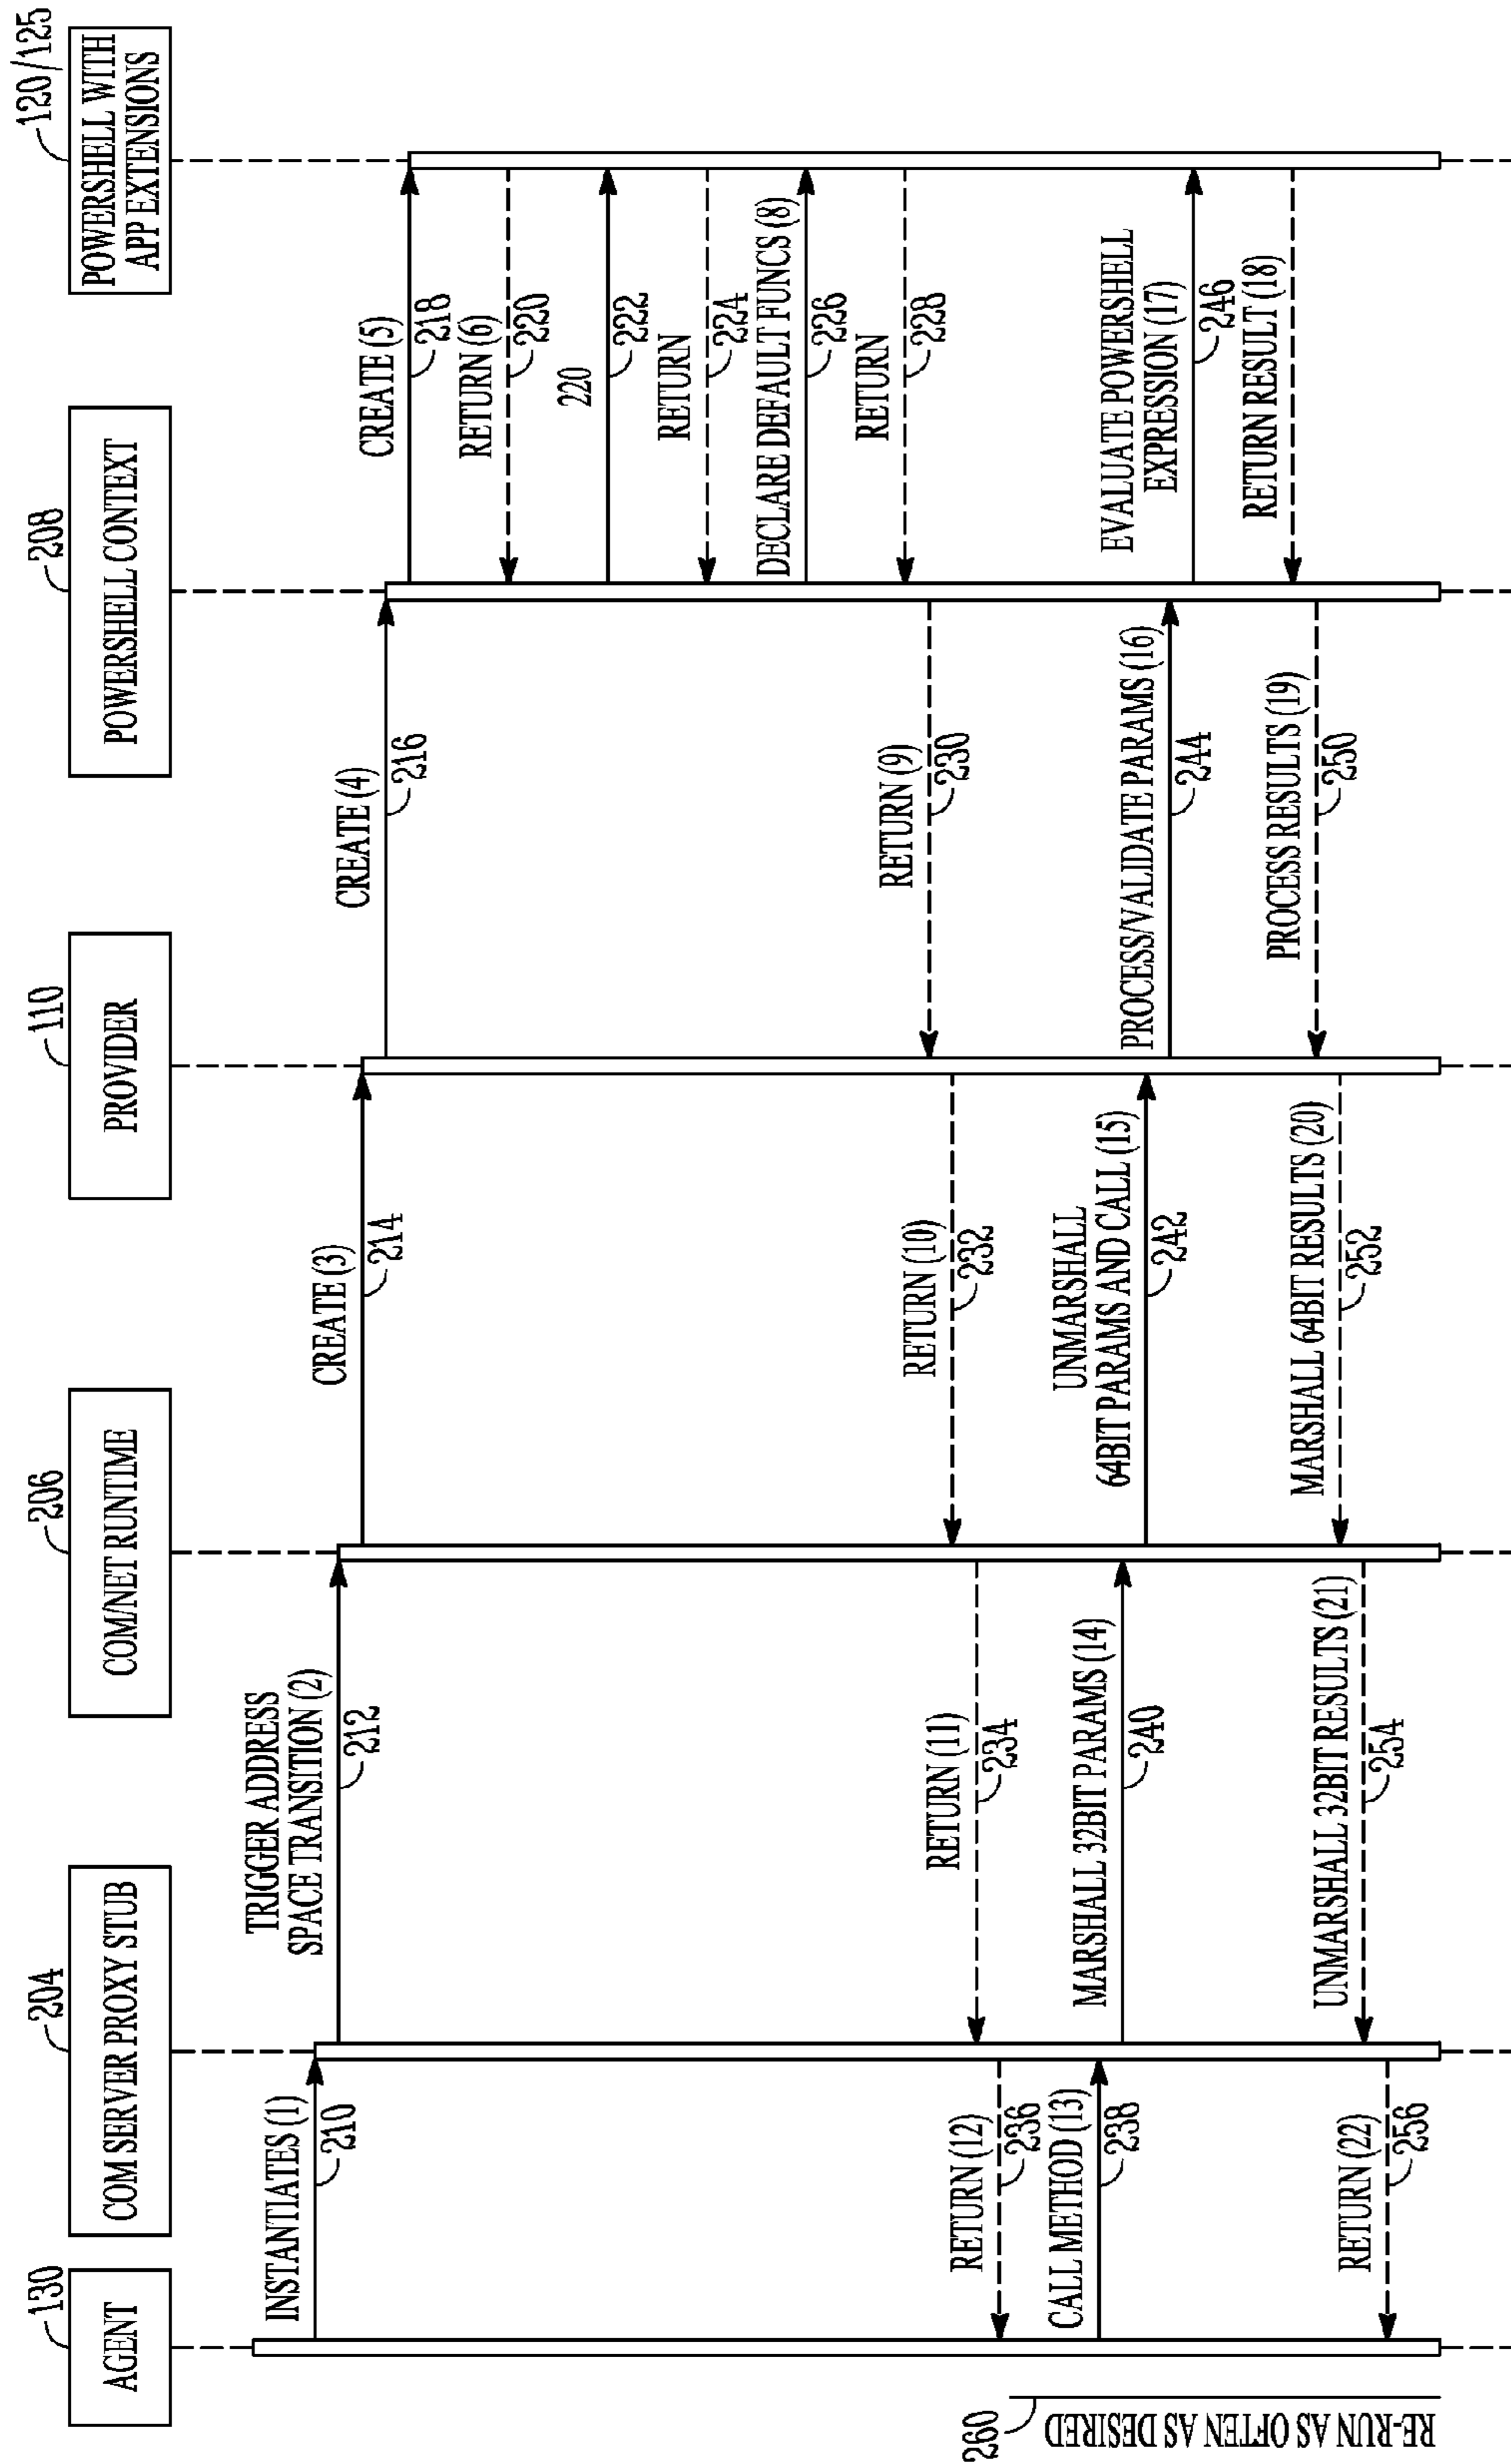 130
AGENT
204
COM SERVER PROXY STUB
206
COM/NET RUNTIME
110
PROVIDER
208
POWERSHELL CONTEXT
120/125
POWERSHELL WITH
APP EXTENSIONS
INSTANTIATES (1)
210
TRIGGER ADDRESS
SPACE TRANSITION (2)
212
CREATE (3)
214
CREATE (4)
216
CREATE (5)
218
RETURN (6)
220
220
222
RETURN
224
DECLARE DEFAULT FUNCS (8)
226
RETURN
228
RETURN (9)
230
RETURN (10)
232
RETURN (11)
234
RETURN (12)
236
CALL METHOD (13)
238
MARSHALL 32BIT PARAMS (14)
240
UNMARSHALL
64BIT PARAMS AND CALL (15)
242
PROCESS/VALIDATE PARAMS (16)
244
EVALUATE POWERSHELL
EXPRESSION (17)
246
RETURN RESULT (18)
PROCESS RESULTS (19)
250
MARSHALL 64BIT RESULTS (20)
252
UNMARSHALL 32BIT RESULTS (21)
254
RETURN (22)
256
260
RE-RUN AS OFTEN AS DESIRED